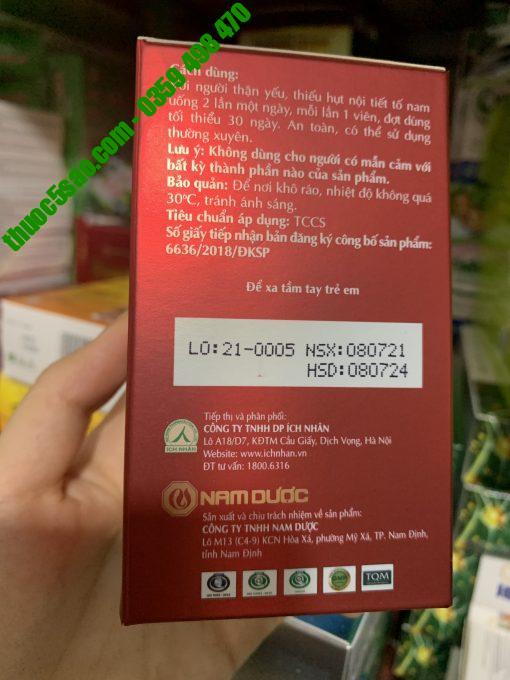 Cách dùng:
người thận yếu, thiếu hụt nội tiết tố nam
uống 2 lần một ngày, mỗi lần 1 viên, đợt dùng
tối thiểu 30 ngày. An toàn, có thể sử dụng
thường xuyên.
Lưu ý: Không dùng cho người có mẫn cảm với
bất kỳ thành phần nào của sản phẩm.
Bảo quản: Để nơi khô ráo, nhiệt độ không quá
30°C, tránh ánh sáng.
Tiêu chuẩn áp dụng: TCCS
Số giấy tiếp nhận bản đăng ký công bố sản phẩm:
6636/2018/ĐKSP
Để xa tầm tay trẻ em
LO:21-0005 NSX:080721
HSD:080724
Tiếp thị và phân phối:
CÔNG TY TNHH DP ÍCH NHÂN
Lô A18/D7, KĐTM Cầu Giấy, Dịch Vọng, Hà Nội
Website: www.ichnhan.vn
ĐT tư vấn: 1800.6316
ÍCH NHÂN
NAM DƯỢC
Sản xuất và chịu trách nhiệm về sản phẩm:
CÔNG TY TNHH NAM DƯỢC
Lô M13 (C4-9) KCN Hòa Xá, phường Mỹ Xá, TP. Nam Định,
tỉnh Nam Định
GMP
TQM
thuoc5sao.com - 0359 498 470